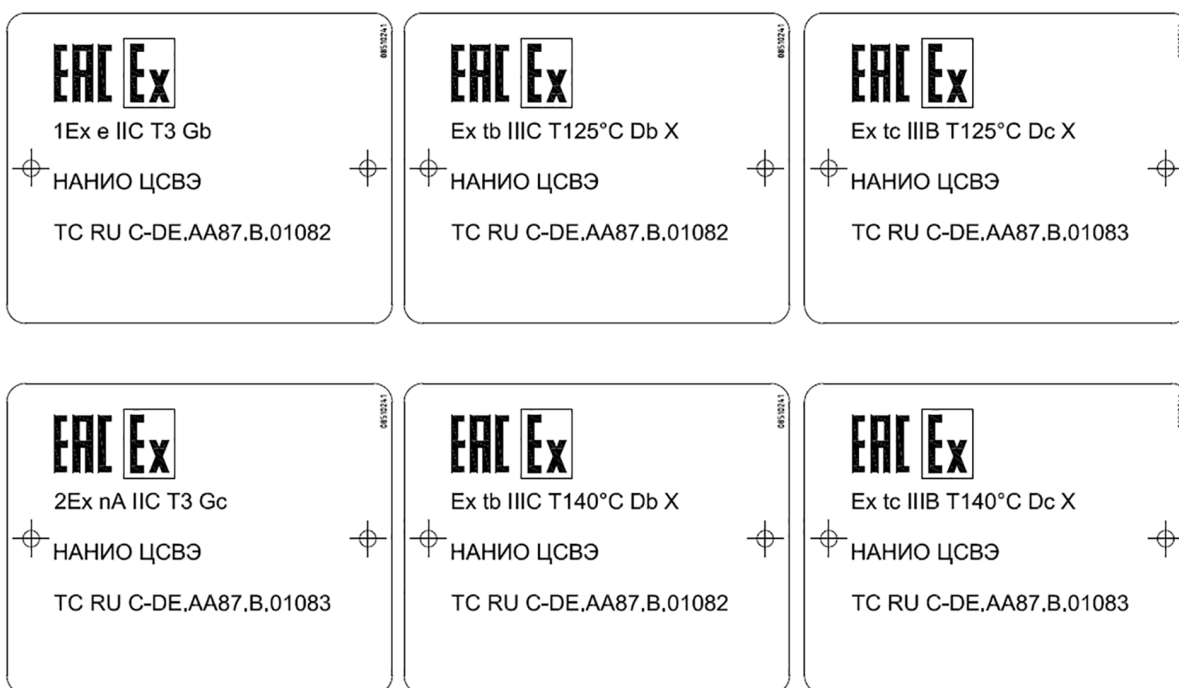 EAC Ex
08510241
1Ex e IIC T3 Gb
НАНИО ЦСВЭ
TC RU C-DE.AA87.B.01082
EAC Ex
08510241
Ex tb IIIC T125°C Db X
НАНИО ЦСВЭ
TC RU C-DE.AA87.B.01082
EAC Ex
Ex tc IIIB T125°C Dc X
НАНИО ЦСВЭ
TC RU C-DE.AA87.B.01083
EAC Ex
08510241
2Ex nA IIC T3 Gc
НАНИО ЦСВЭ
TC RU C-DE.AA87.B.01083
EAC Ex
08510241
Ex tb IIIC T140°C Db X
НАНИО ЦСВЭ
TC RU C-DE.AA87.B.01082
EAC Ex
Ex tc IIIB T140°C Dc X
НАНИО ЦСВЭ
TC RU C-DE.AA87.B.01083